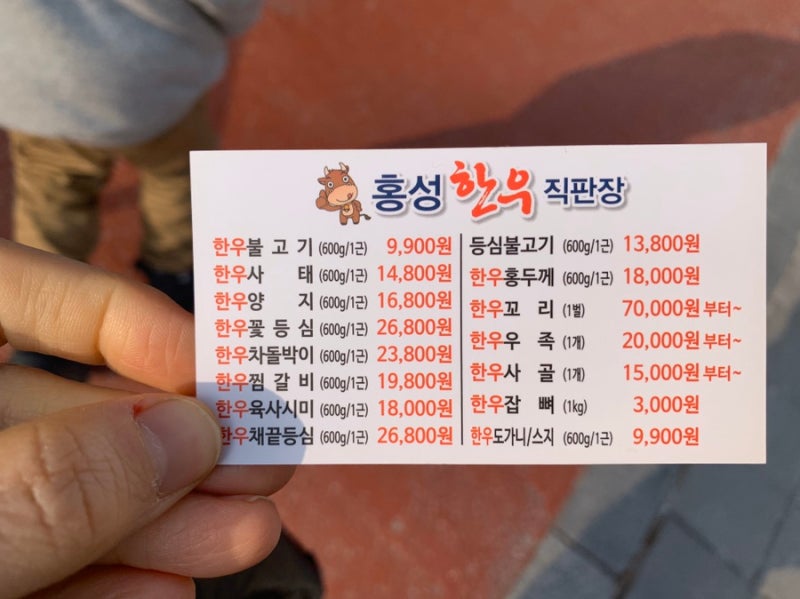 홍성한우 직판장
한우불고기 (600g/1근) 9,900원
한우사태 (600g/1근) 14,800원
한우양지 (600g/1근) 16,800원
한우꽃등심 (600g/1근) 26,800원
한우차돌박이 (600g/1근) 23,800원
한우찜갈비 (600g/1근) 19,800원
한우육사시미 (600g/1근) 18,000원
한우채끝등심 (600g/1근) 26,800원
등심불고기 (600g/1근) 13,800원
한우홍두께 (600g/1근) 18,000원
한우꼬리 (1벌) 70,000원부터~
한우우족 (1개) 20,000원부터~
한우사골 (1개) 15,000원부터~
한우잡뼈 (1kg) 3,000원
한우도가니/스지 (600g/1근) 9,900원